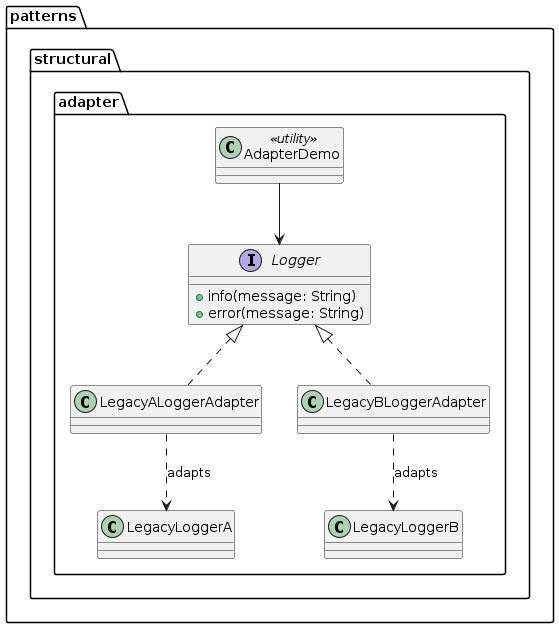 patterns
structural
adapter
C «utility»
AdapterDemo
I Logger
info(message: String)
error(message: String)
C LegacyALoggerAdapter
C LegacyBLoggerAdapter
adapts
adapts
C LegacyLoggerA
C LegacyLoggerB